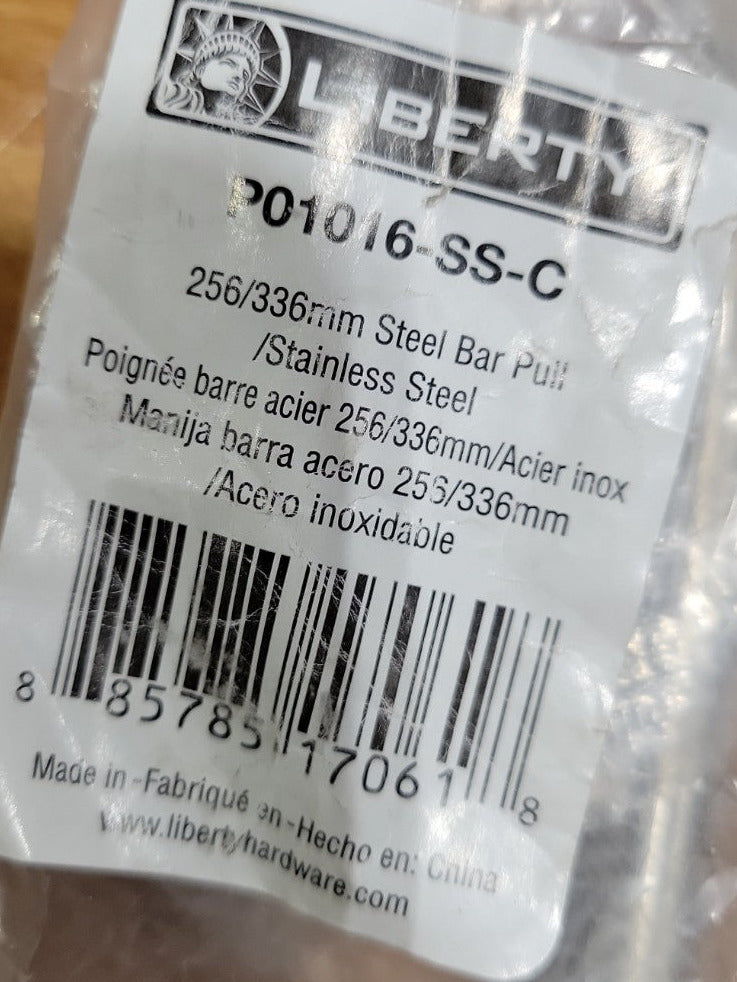 LIBERTY
P01016-SS-C
256/336mm Steel Bar Pull
/Stainless Steel
Poignée barre acier 256/336mm/Acier inox
Manija barra acero 256/336mm
/Acero inoxidable
8 85785 17061 8
Made in -Fabriqué en -Hecho en: China
www.libertyhardware.com